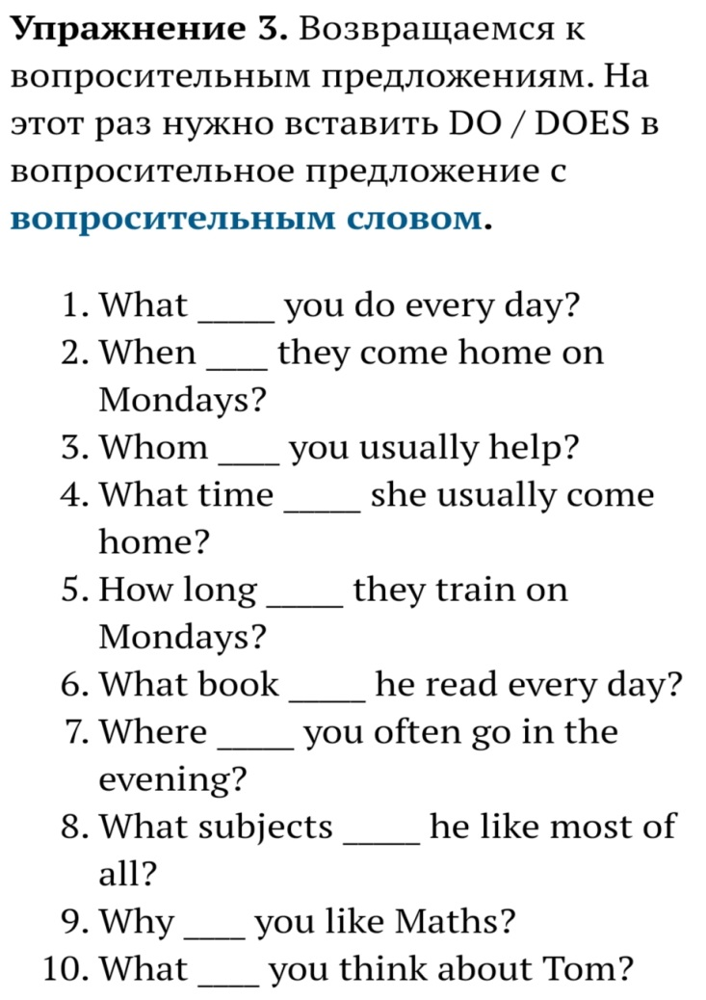 Упражнение 3. Возвращаемся к
вопросительным предложениям. На
этот раз нужно вставить DO / DOES в
вопросительное предложение с
вопросительным словом.
1. What _____ you do every day?
2. When ____ they come home on
Mondays?
3. Whom ____ you usually help?
4. What time _____ she usually come
home?
5. How long _____ they train on
Mondays?
6. What book _____ he read every day?
7. Where _____ you often go in the
evening?
8. What subjects _____ he like most of
all?
9. Why ____ you like Maths?
10. What ____ you think about Tom?